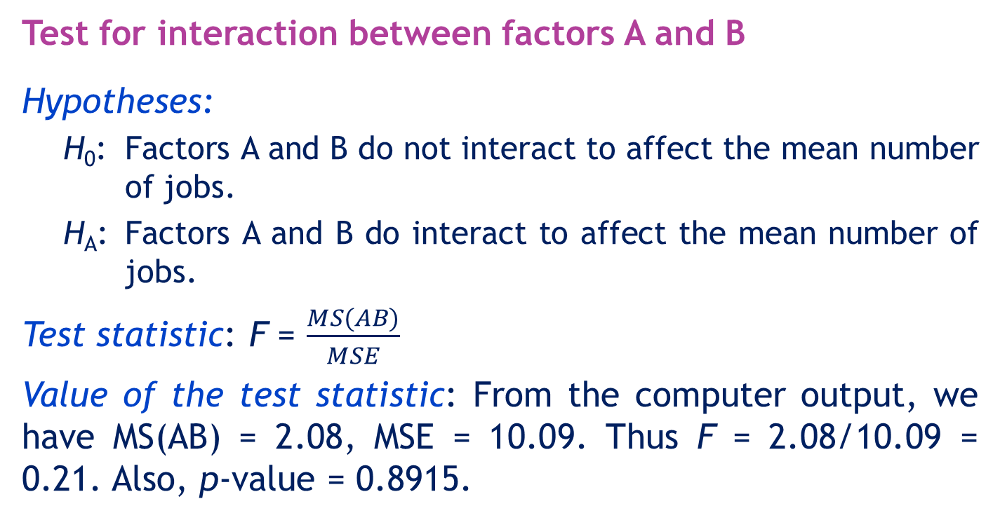 Test for interaction between factors A and B
Hypotheses:
H₀: Factors A and B do not interact to affect the mean number
of jobs.
H_A: Factors A and B do interact to affect the mean number of
jobs.
Test statistic: F = MS(AB)/MSE
Value of the test statistic: From the computer output, we
have MS(AB) = 2.08, MSE = 10.09. Thus F = 2.08/10.09 =
0.21. Also, p-value = 0.8915.